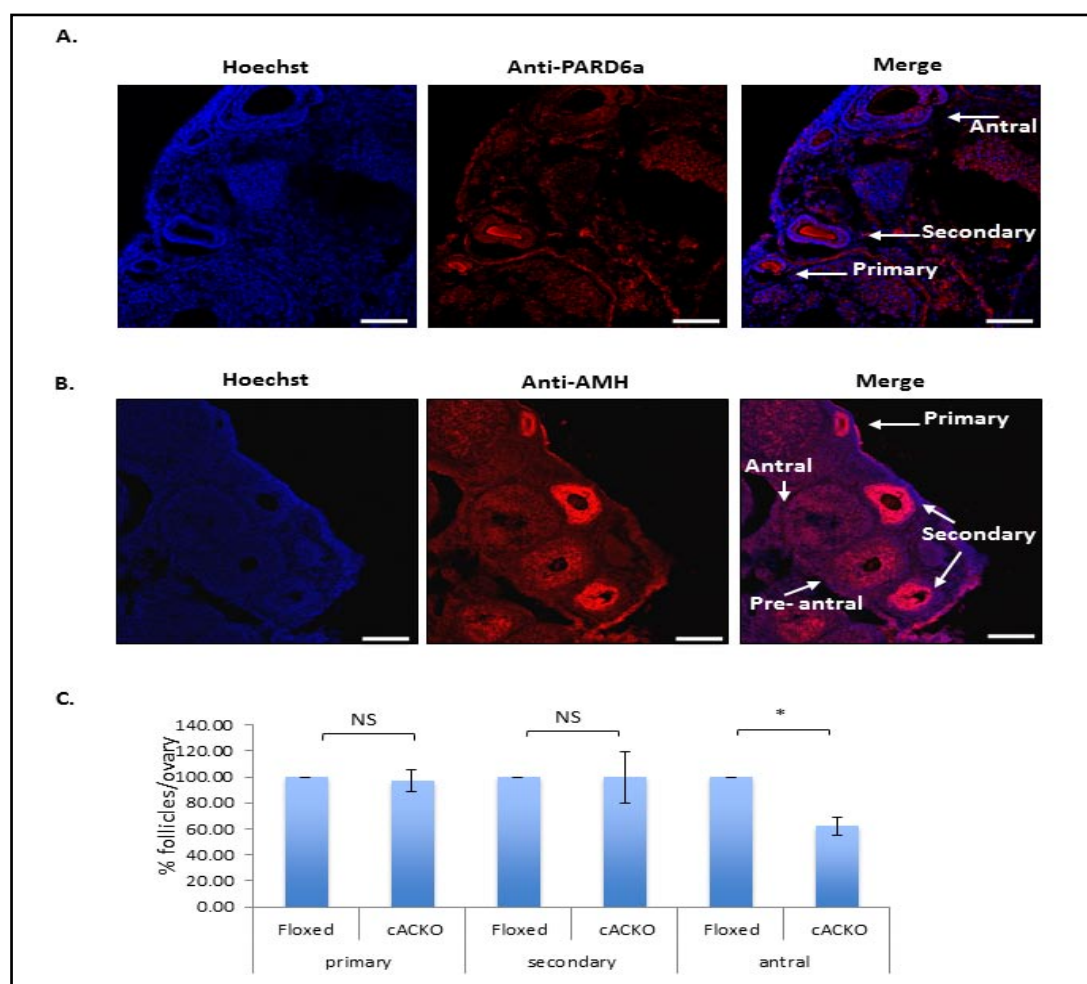 A.
Hoechst Anti-PARD6a Merge
Antral
Secondary
Primary
B.
Hoechst Anti-AMH Merge
Primary
Antral
Secondary
Pre- antral
C.
% follicles/ovary
140.00
120.00
100.00
80.00
60.00
40.00
20.00
0.00
NS NS *
Floxed cACKO Floxed cACKO Floxed cACKO
primary secondary antral